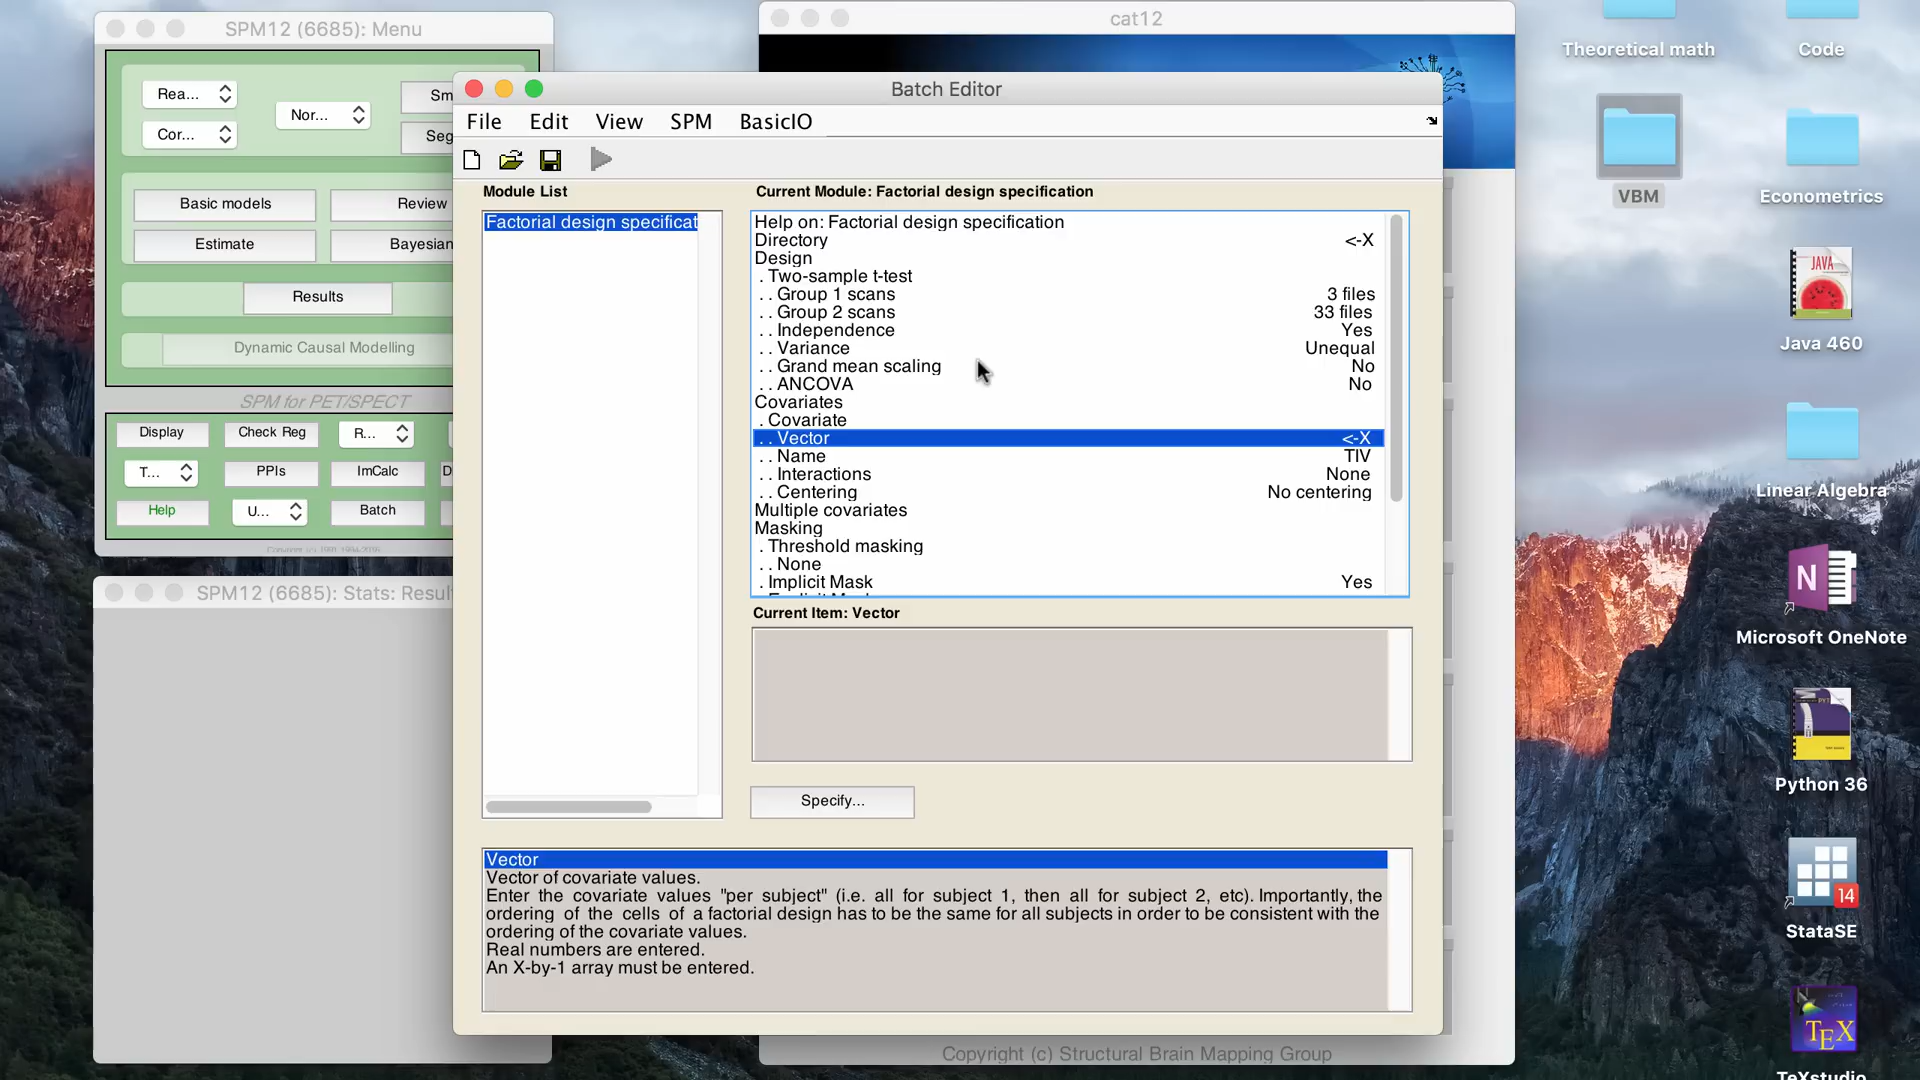 SPM12 (6685): Menu
Rea...
Nor...
Sm
Cor...
Seg
Basic models
Review
Estimate
Bayesian
Results
Dynamic Causal Modelling
SPM for PET/SPECT
Display
Check Reg
R...
T...
PPIs
ImCalc
D
Help
U...
Batch
SPM12 (6685): Stats: Resul
cat12
Copyright (c) Structural Brain Mapping Group
Batch Editor
File Edit View SPM BasicIO
Module List
Factorial design specificat
Current Module: Factorial design specification
Help on: Factorial design specification
Directory <-X
Design
. Two-sample t-test
. . Group 1 scans 3 files
. . Group 2 scans 33 files
. . Independence Yes
. . Variance Unequal
. . Grand mean scaling No
. . ANCOVA No
Covariates
. Covariate
. . Vector <-X
. . Name TIV
. . Interactions None
. . Centering No centering
Multiple covariates
Masking
. Threshold masking
. . None
. Implicit Mask Yes
Current Item: Vector
Specify...
Vector
Vector of covariate values.
Enter the covariate values "per subject" (i.e. all for subject 1, then all for subject 2, etc). Importantly, the
ordering of the cells of a factorial design has to be the same for all subjects in order to be consistent with the
ordering of the covariate values.
Real numbers are entered.
An X-by-1 array must be entered.
Theoretical math
Code
VBM
Econometrics
JAVA
Java 460
Linear Algebra
N
Microsoft OneNote
Python 36
14
StataSE
TEX
TeXstudio